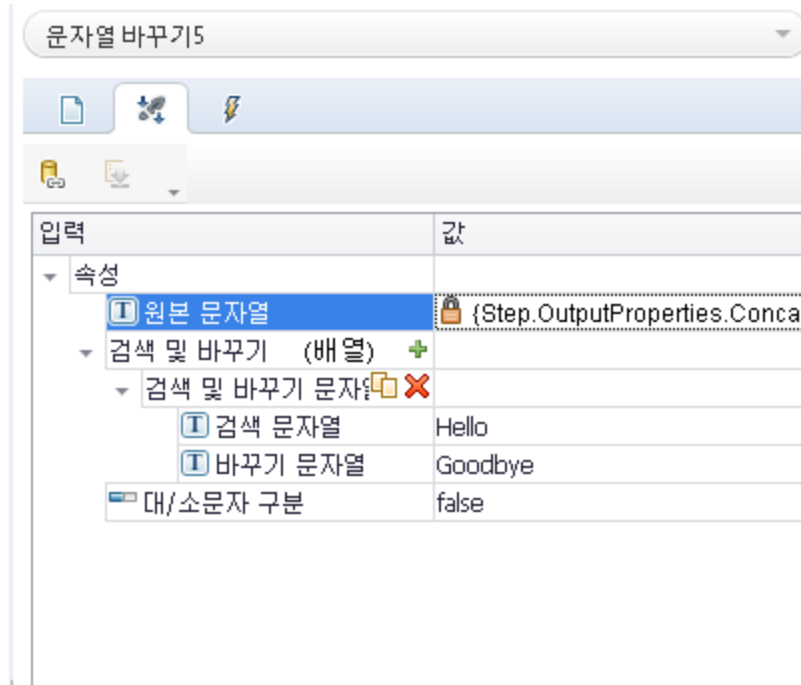 문자열 바꾸기5
입력 값
속성
원본 문자열 {Step.OutputProperties.Conca
검색 및 바꾸기 (배열)
검색 및 바꾸기 문자
검색 문자열 Hello
바꾸기 문자열 Goodbye
대/소문자 구분 false